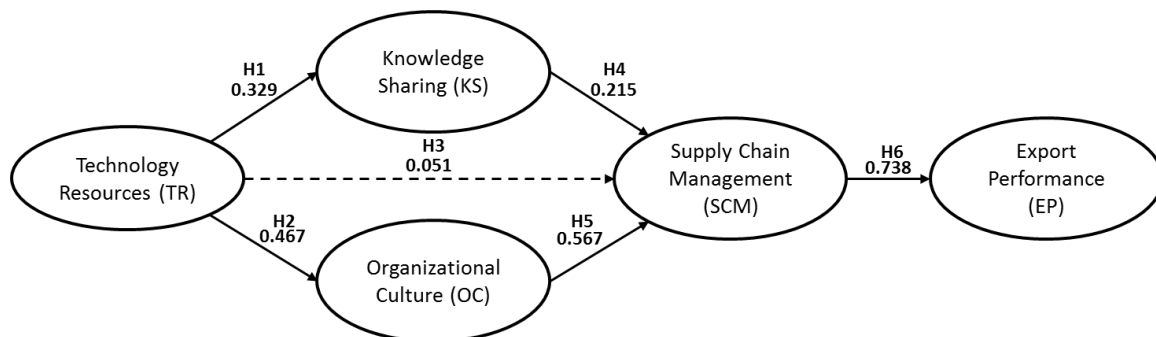 Knowledge
Sharing (KS)
H1
0.329
H4
0.215
Technology
Resources (TR)
H3
0.051
Supply Chain
Management
(SCM)
H6
0.738
Export
Performance
(EP)
H2
0.467
H5
0.567
Organizational
Culture (OC)